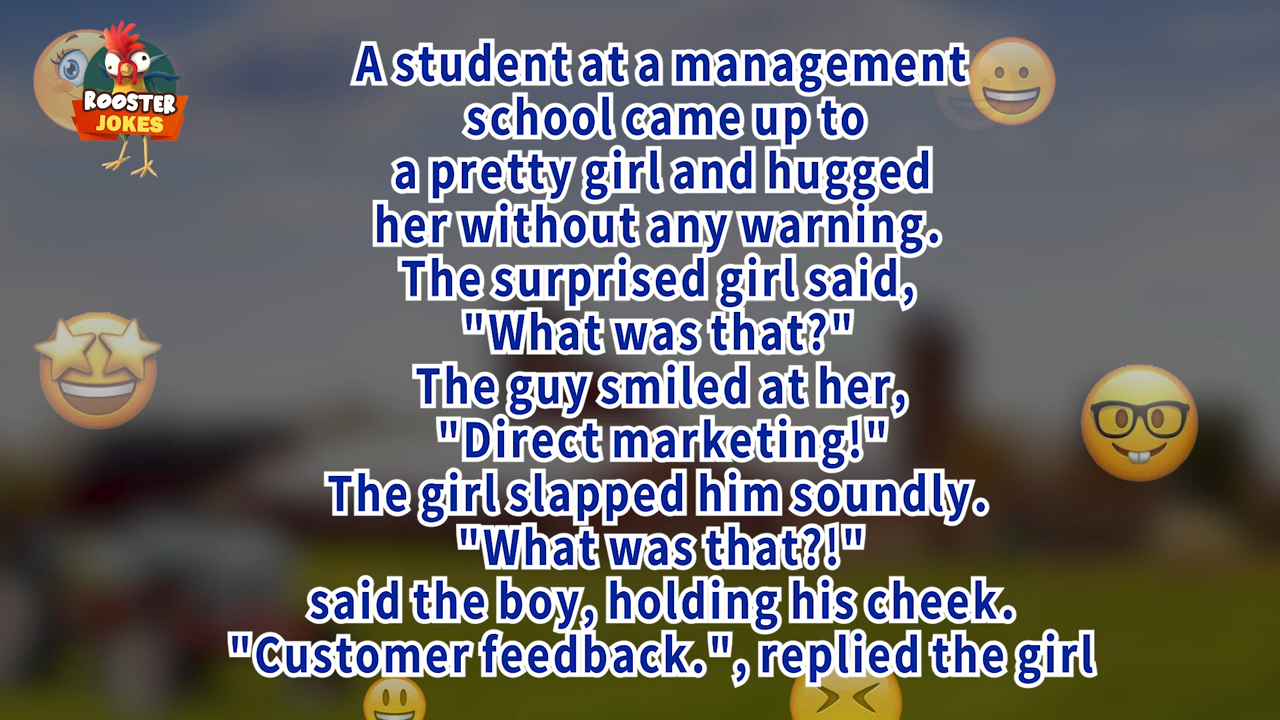 ROOSTER
JOKES
A student at a management
school came up to
a pretty girl and hugged
her without any warning.
The surprised girl said,
"What was that?"
The guy smiled at her,
"Direct marketing!"
The girl slapped him soundly.
"What was that?!"
said the boy, holding his cheek.
"Customer feedback.", replied the girl